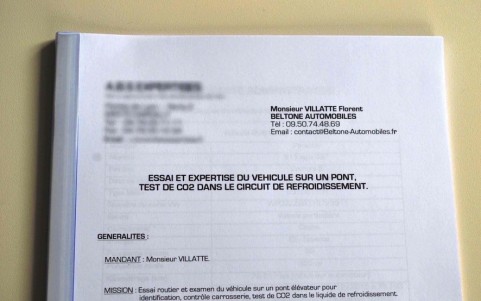 Monsieur VILLATTE Florent
BELTONE AUTOMOBILES
Tél : 09.50.74.48.69
Email : contact@Beltone-Automobiles.fr
ESSAI ET EXPERTISE DU VEHICULE SUR UN PONT,
TEST DE CO2 DANS LE CIRCUIT DE REFROIDISSEMENT.
GENERALITES :
MANDANT : Monsieur VILLATTE.
MISSION : Essai routier et examen du véhicule sur un pont élévateur pour
identification, contrôle carrosserie, test de CO2 dans le liquide de refroidissement.